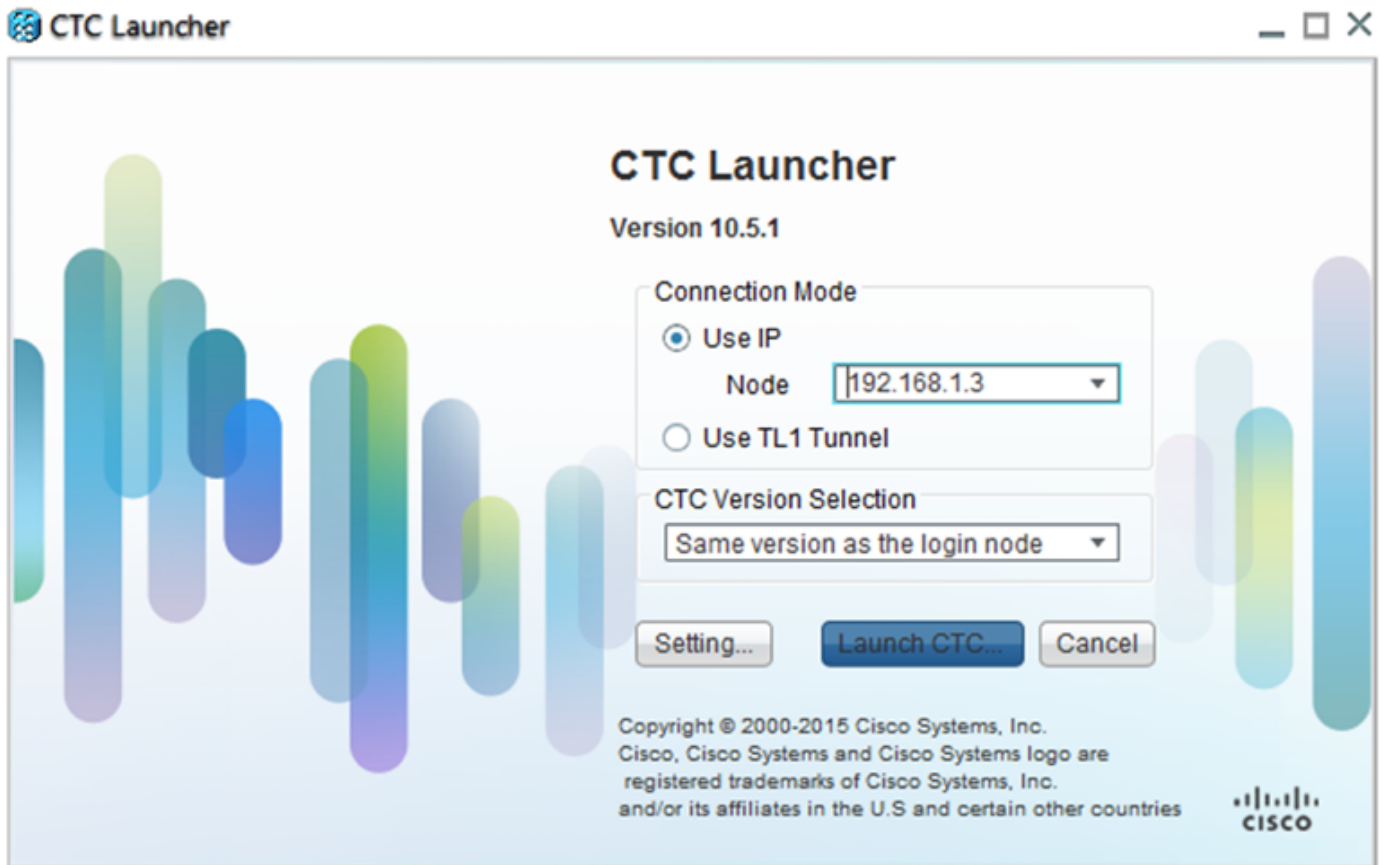 CTC Launcher
CTC Launcher
Version 10.5.1
Connection Mode
Use IP
Node 192.168.1.3
Use TL1 Tunnel
CTC Version Selection
Same version as the login node
Setting... Launch CTC... Cancel
Copyright © 2000-2015 Cisco Systems, Inc.
Cisco, Cisco Systems and Cisco Systems logo are
registered trademarks of Cisco Systems, Inc.
and/or its affiliates in the U.S and certain other countries
CISCO